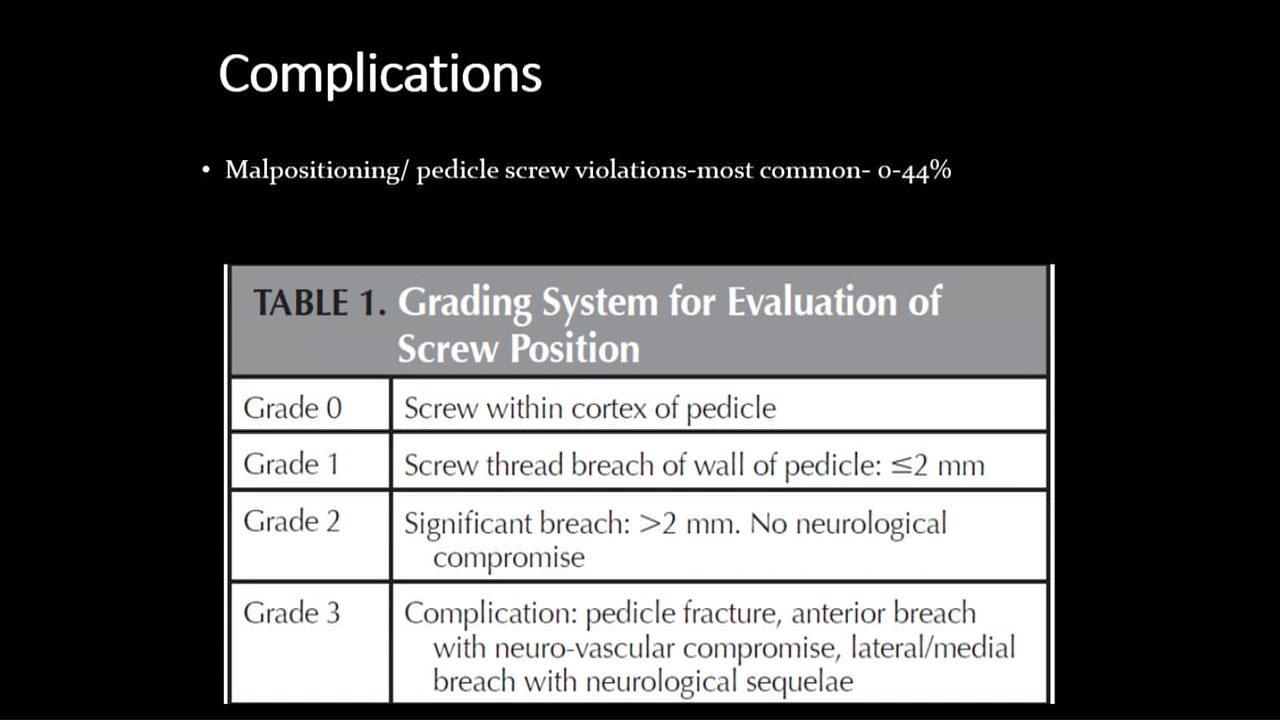 Complications
• Malpositioning/ pedicle screw violations-most common- 0-44%
TABLE 1. Grading System for Evaluation of
Screw Position
Grade 0 Screw within cortex of pedicle
Grade 1 Screw thread breach of wall of pedicle: ≤2 mm
Grade 2 Significant breach: >2 mm. No neurological
compromise
Grade 3 Complication: pedicle fracture, anterior breach
with neuro-vascular compromise, lateral/medial
breach with neurological sequelae